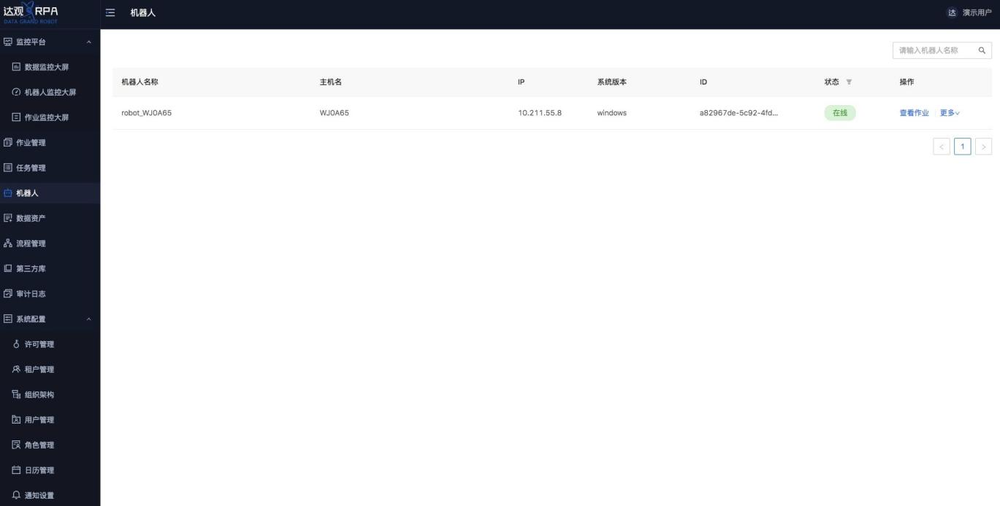 达观 RPA
DATA GRAND ROBOT
机器人
达 演示用户
监控平台
数据监控大屏
机器人监控大屏
作业监控大屏
作业管理
任务管理
机器人
数据资产
流程管理
第三方库
审计日志
系统配置
许可管理
租户管理
组织架构
用户管理
角色管理
日历管理
通知设置
请输入机器人名称
机器人名称 主机名 IP 系统版本 ID 状态 操作
robot_WJ0A65 WJ0A65 10.211.55.8 windows a82967de-5c92-4fd... 在线 查看作业 更多
< 1 >